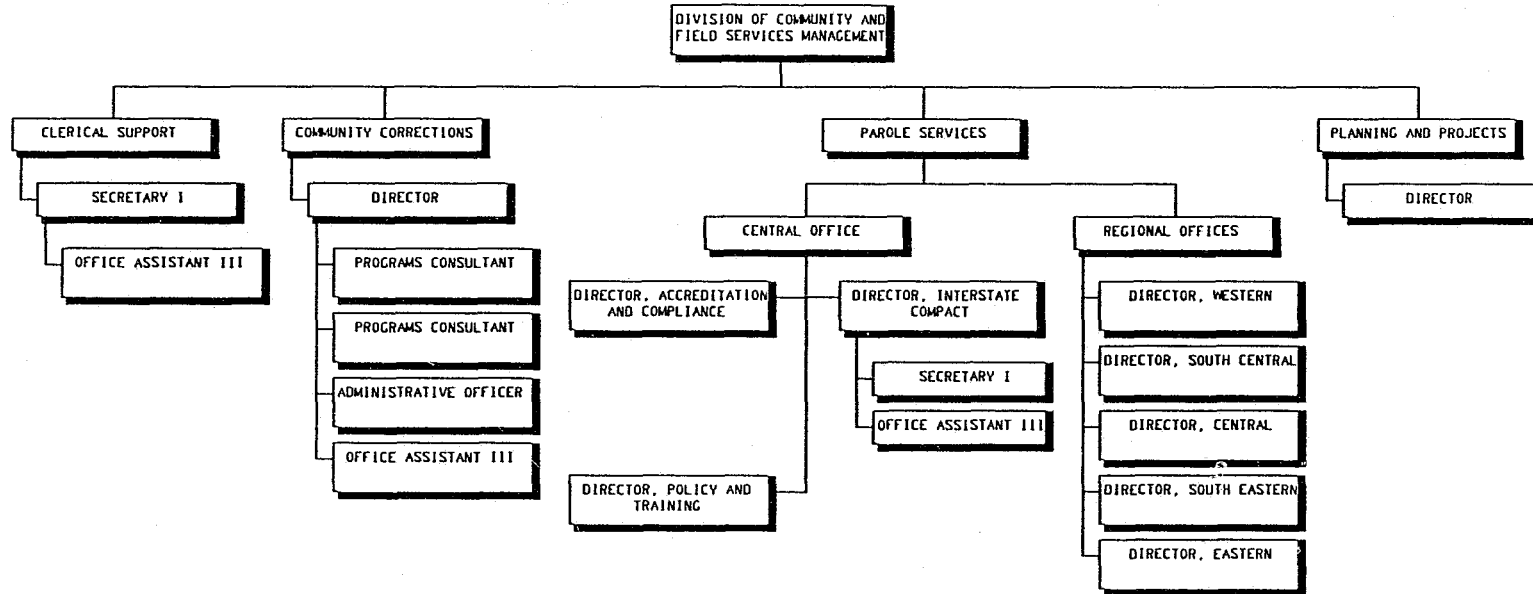 DIVISION OF COMMUNITY AND
FIELD SERVICES MANAGEMENT
CLERICAL SUPPORT
COMMUNITY CORRECTIONS
PAROLE SERVICES
PLANNING AND PROJECTS
SECRETARY I
DIRECTOR
DIRECTOR
CENTRAL OFFICE
REGIONAL OFFICES
OFFICE ASSISTANT III
PROGRAMS CONSULTANT
PROGRAMS CONSULTANT
ADMINISTRATIVE OFFICER
OFFICE ASSISTANT III
DIRECTOR, ACCREDITATION
AND COMPLIANCE
DIRECTOR, INTERSTATE
COMPACT
SECRETARY I
OFFICE ASSISTANT III
DIRECTOR, POLICY AND
TRAINING
DIRECTOR, WESTERN
DIRECTOR, SOUTH CENTRAL
DIRECTOR, CENTRAL
DIRECTOR, SOUTH EASTERN
DIRECTOR, EASTERN